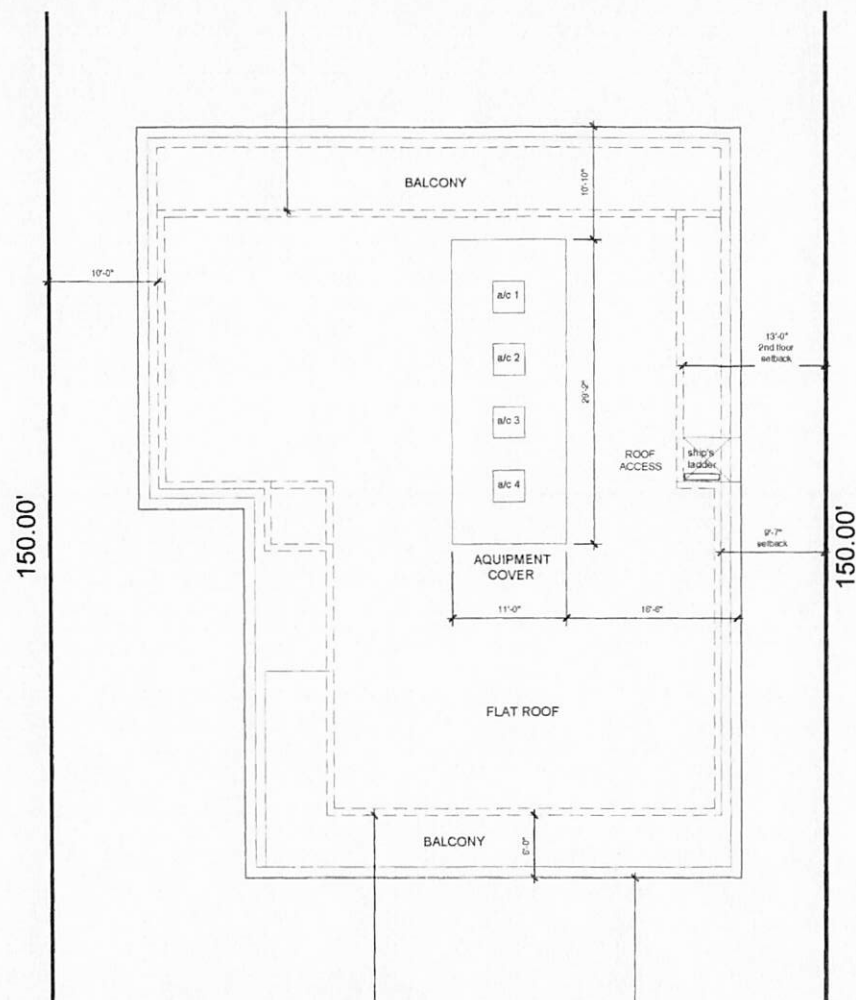 BALCONY
10'-10"
10'-0"
a/c 1
13'-0"
2nd floor
setback
a/c 2
29'-2"
a/c 3
ROOF
ACCESS
ship's
ladder
a/c 4
150.00'
150.00'
9'-7"
setback
AQUIPMENT
COVER
11'-0"
16'-6"
FLAT ROOF
BALCONY